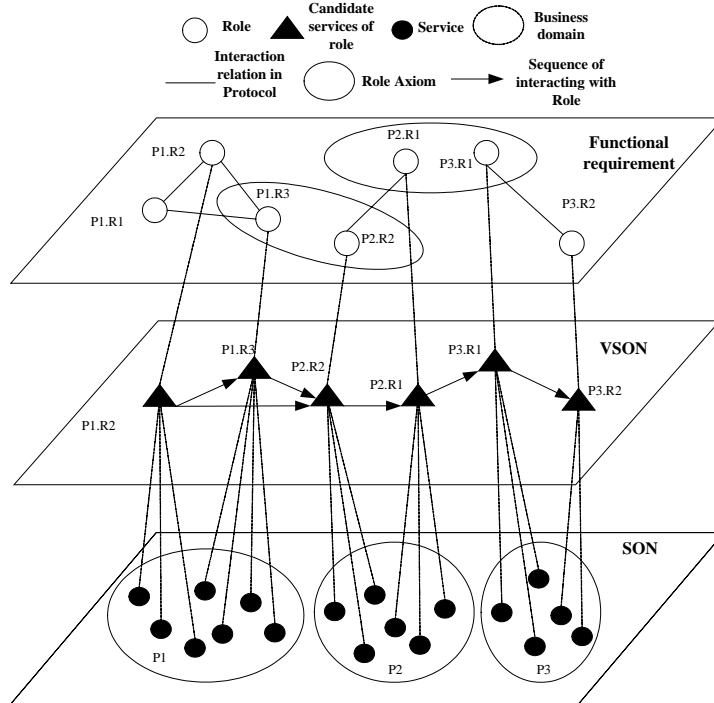 Role
Candidate
services of
role
Service
Business
domain
Interaction
relation in
Protocol
Role Axiom
Sequence of
interacting with
Role
Functional
requirement
P2.R1
P1.R2
P3.R1
P1.R3
P1.R1
P3.R2
P2.R2
VSON
P1.R3
P3.R1
P2.R2
P2.R1
P3.R2
P1.R2
SON
P1
P2
P3